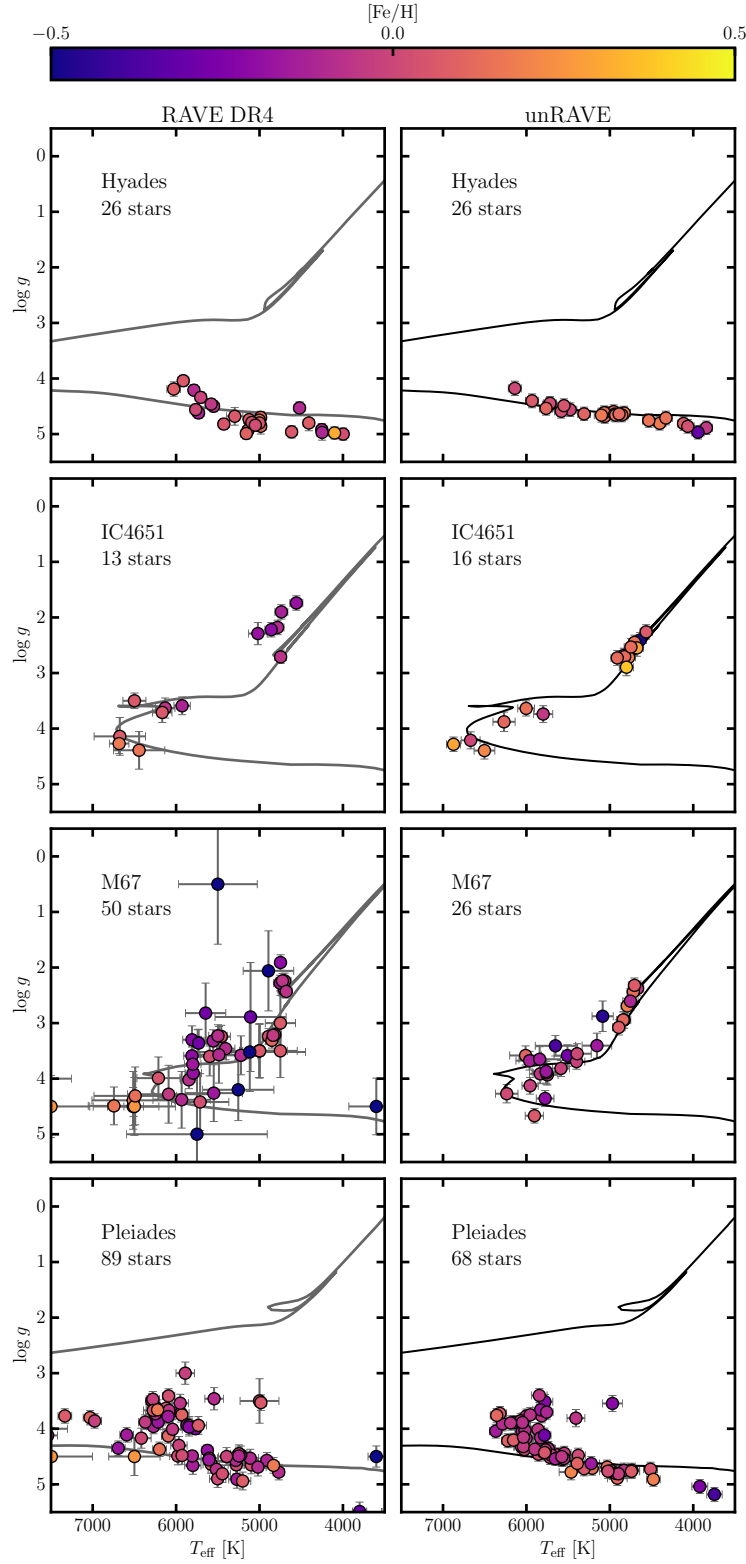 [Fe/H]
−0.5 0.0 0.5
RAVE DR4 unRAVE
Hyades
26 stars
Hyades
26 stars
0
1
2
3
4
5
log g
IC4651
13 stars
IC4651
16 stars
0
1
2
3
4
5
log g
M67
50 stars
M67
26 stars
0
1
2
3
4
5
log g
Pleiades
89 stars
Pleiades
68 stars
0
1
2
3
4
5
log g
7000 6000 5000 4000 7000 6000 5000 4000
Teff [K] Teff [K]